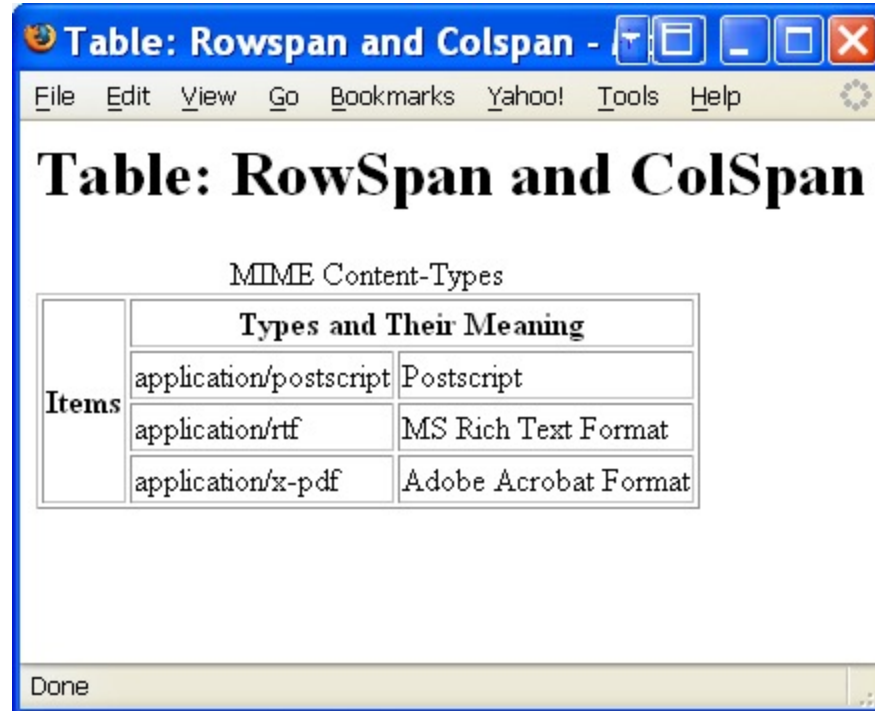 Table: Rowspan and Colspan -
File Edit View Go Bookmarks Yahoo! Tools Help
Table: RowSpan and ColSpan
MIME Content-Types
Items
Types and Their Meaning
application/postscript Postscript
application/rtf MS Rich Text Format
application/x-pdf Adobe Acrobat Format
Done